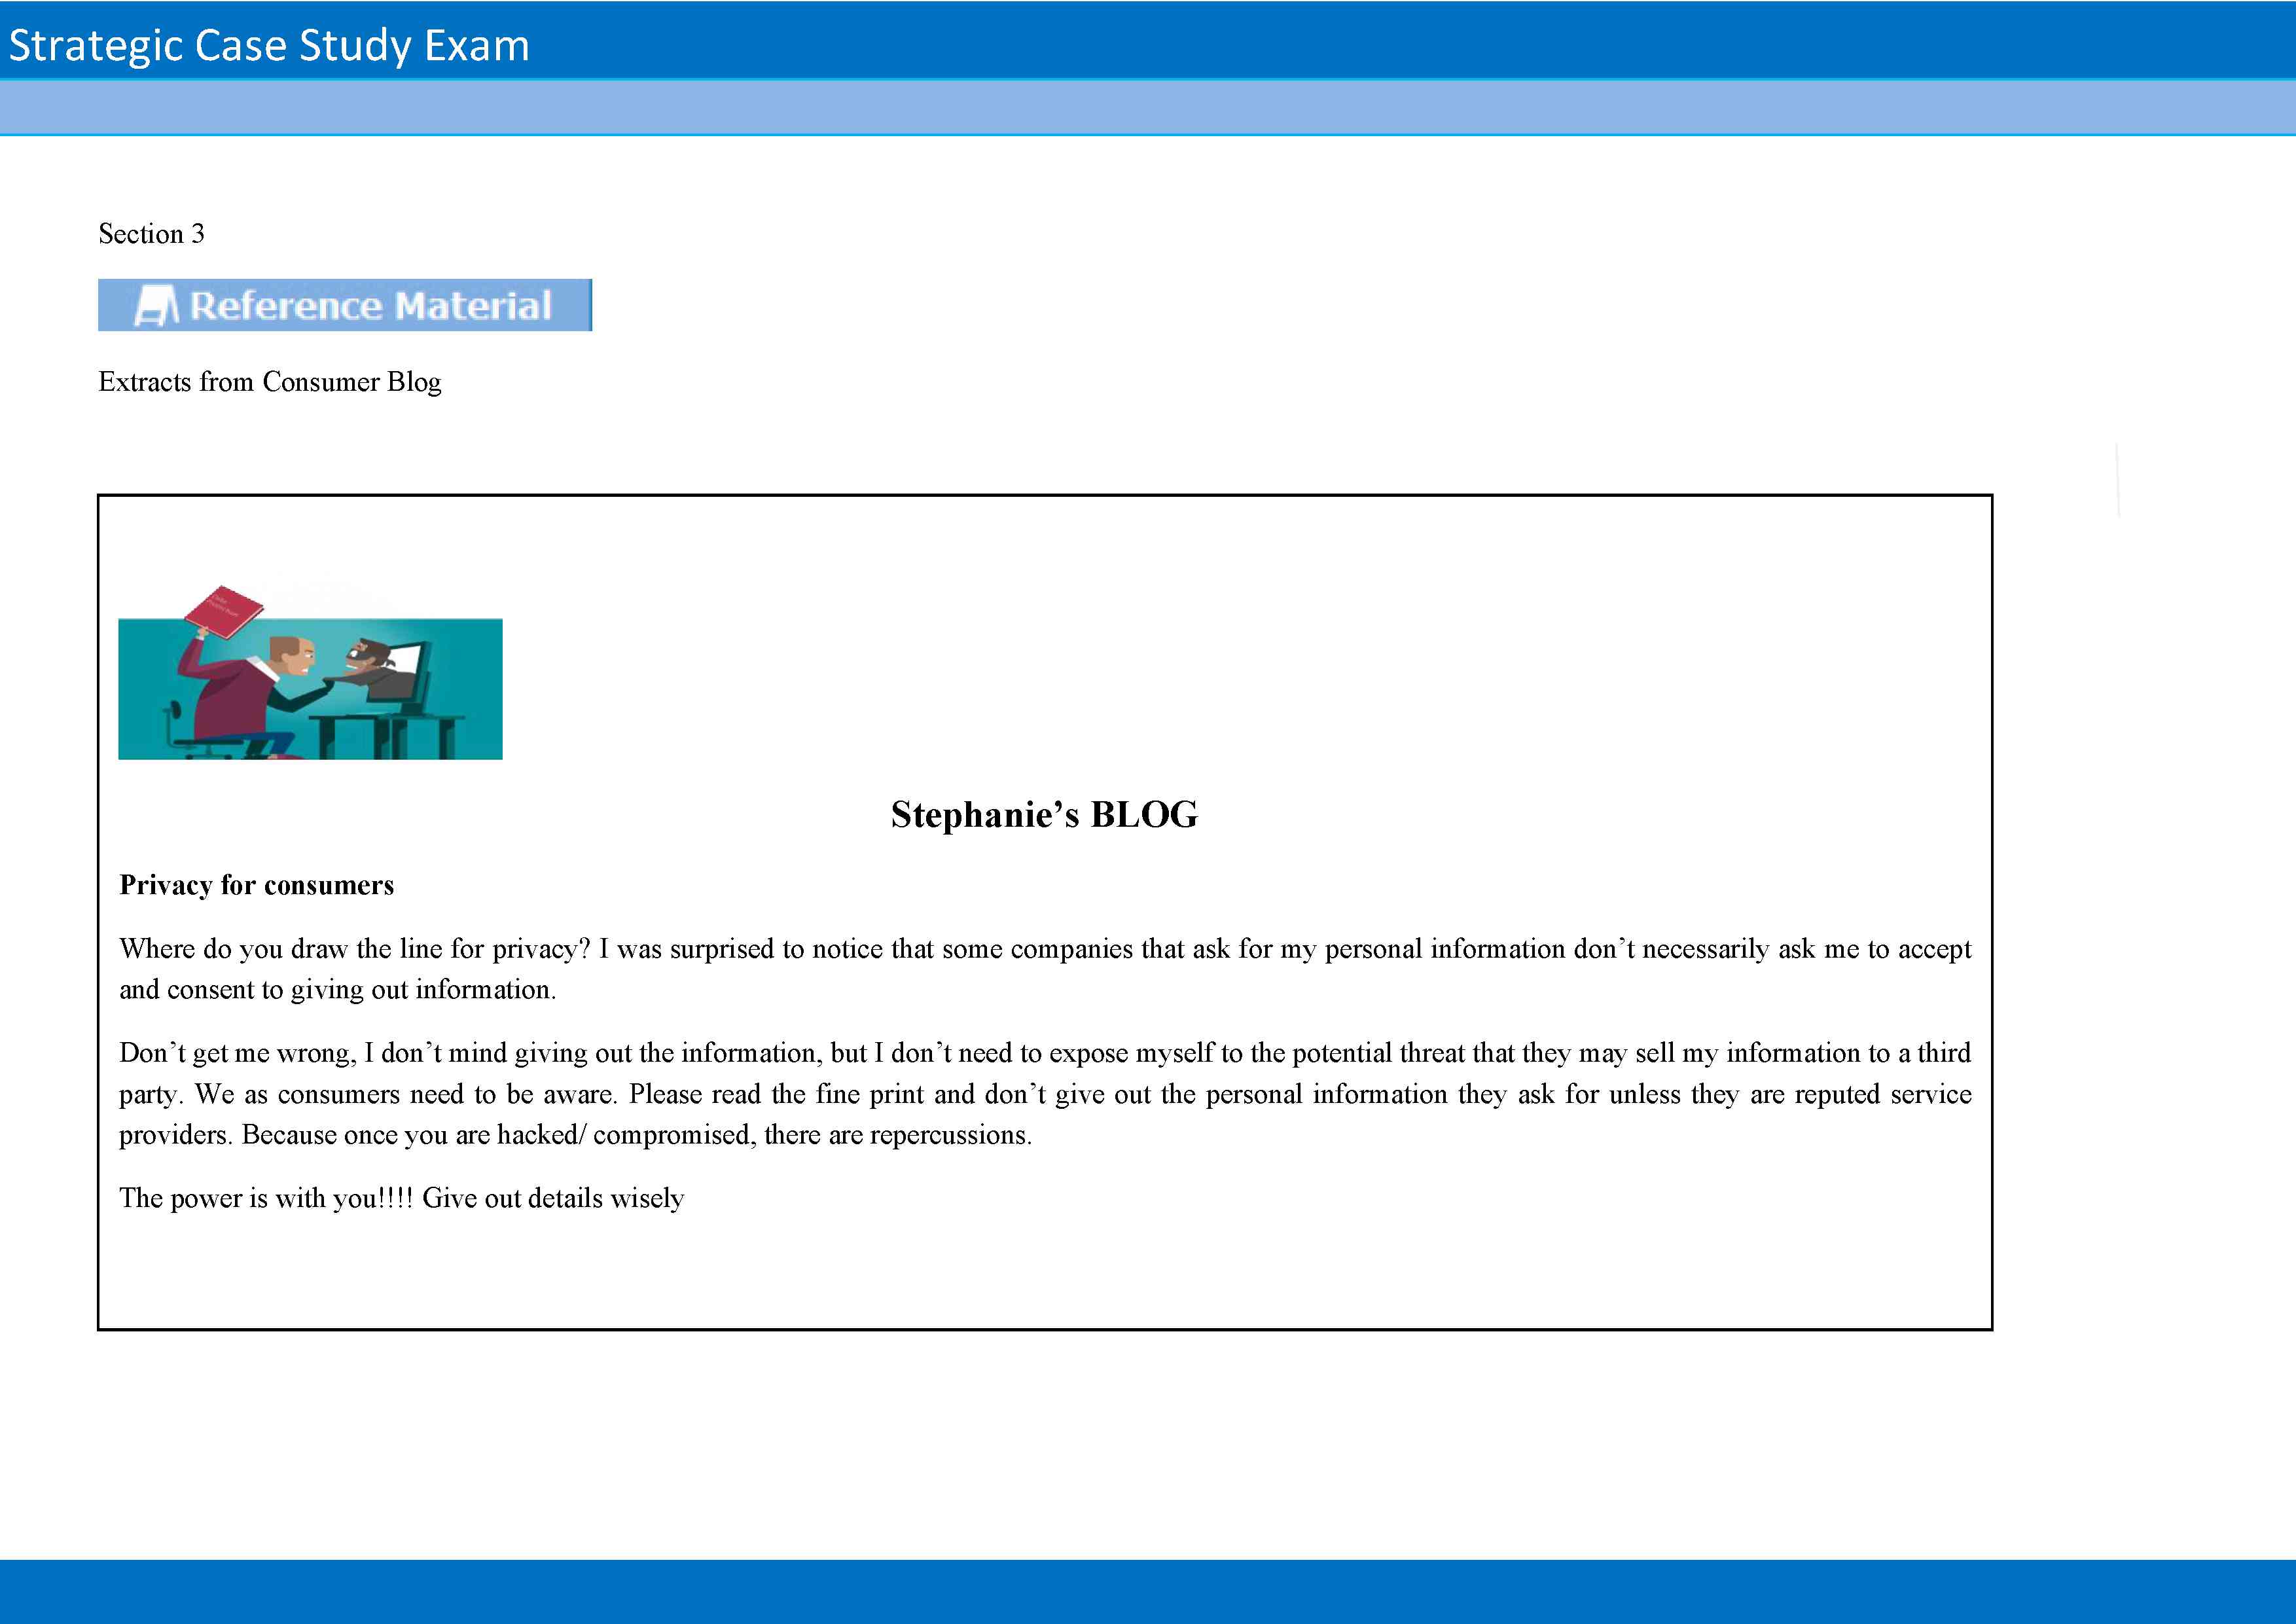 Strategic Case Study Exam
Section 3
Reference Material
Extracts from Consumer Blog
Stephanie’s BLOG
Privacy for consumers
Where do you draw the line for privacy? I was surprised to notice that some companies that ask for my personal information don’t necessarily ask me to accept
and consent to giving out information.
Don’t get me wrong, I don’t mind giving out the information, but I don’t need to expose myself to the potential threat that they may sell my information to a third
party. We as consumers need to be aware. Please read the fine print and don’t give out the personal information they ask for unless they are reputed service
providers. Because once you are hacked/ compromised, there are repercussions.
The power is with you!!!! Give out details wisely